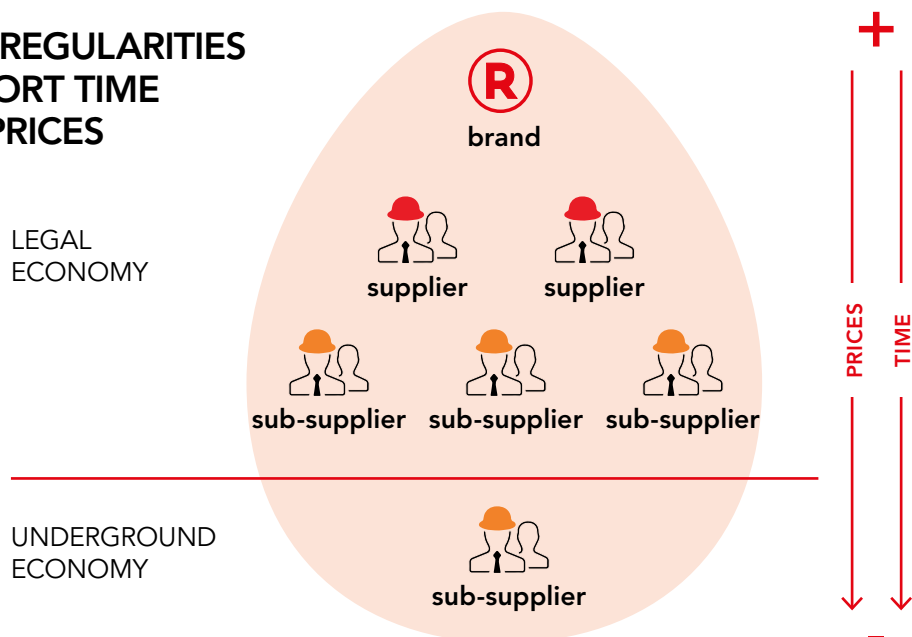 REGULARITIES
ORT TIME
PRICES
+
R
brand
LEGAL
ECONOMY
supplier supplier
PRICES
TIME
sub-supplier sub-supplier sub-supplier
UNDERGROUND
ECONOMY
sub-supplier